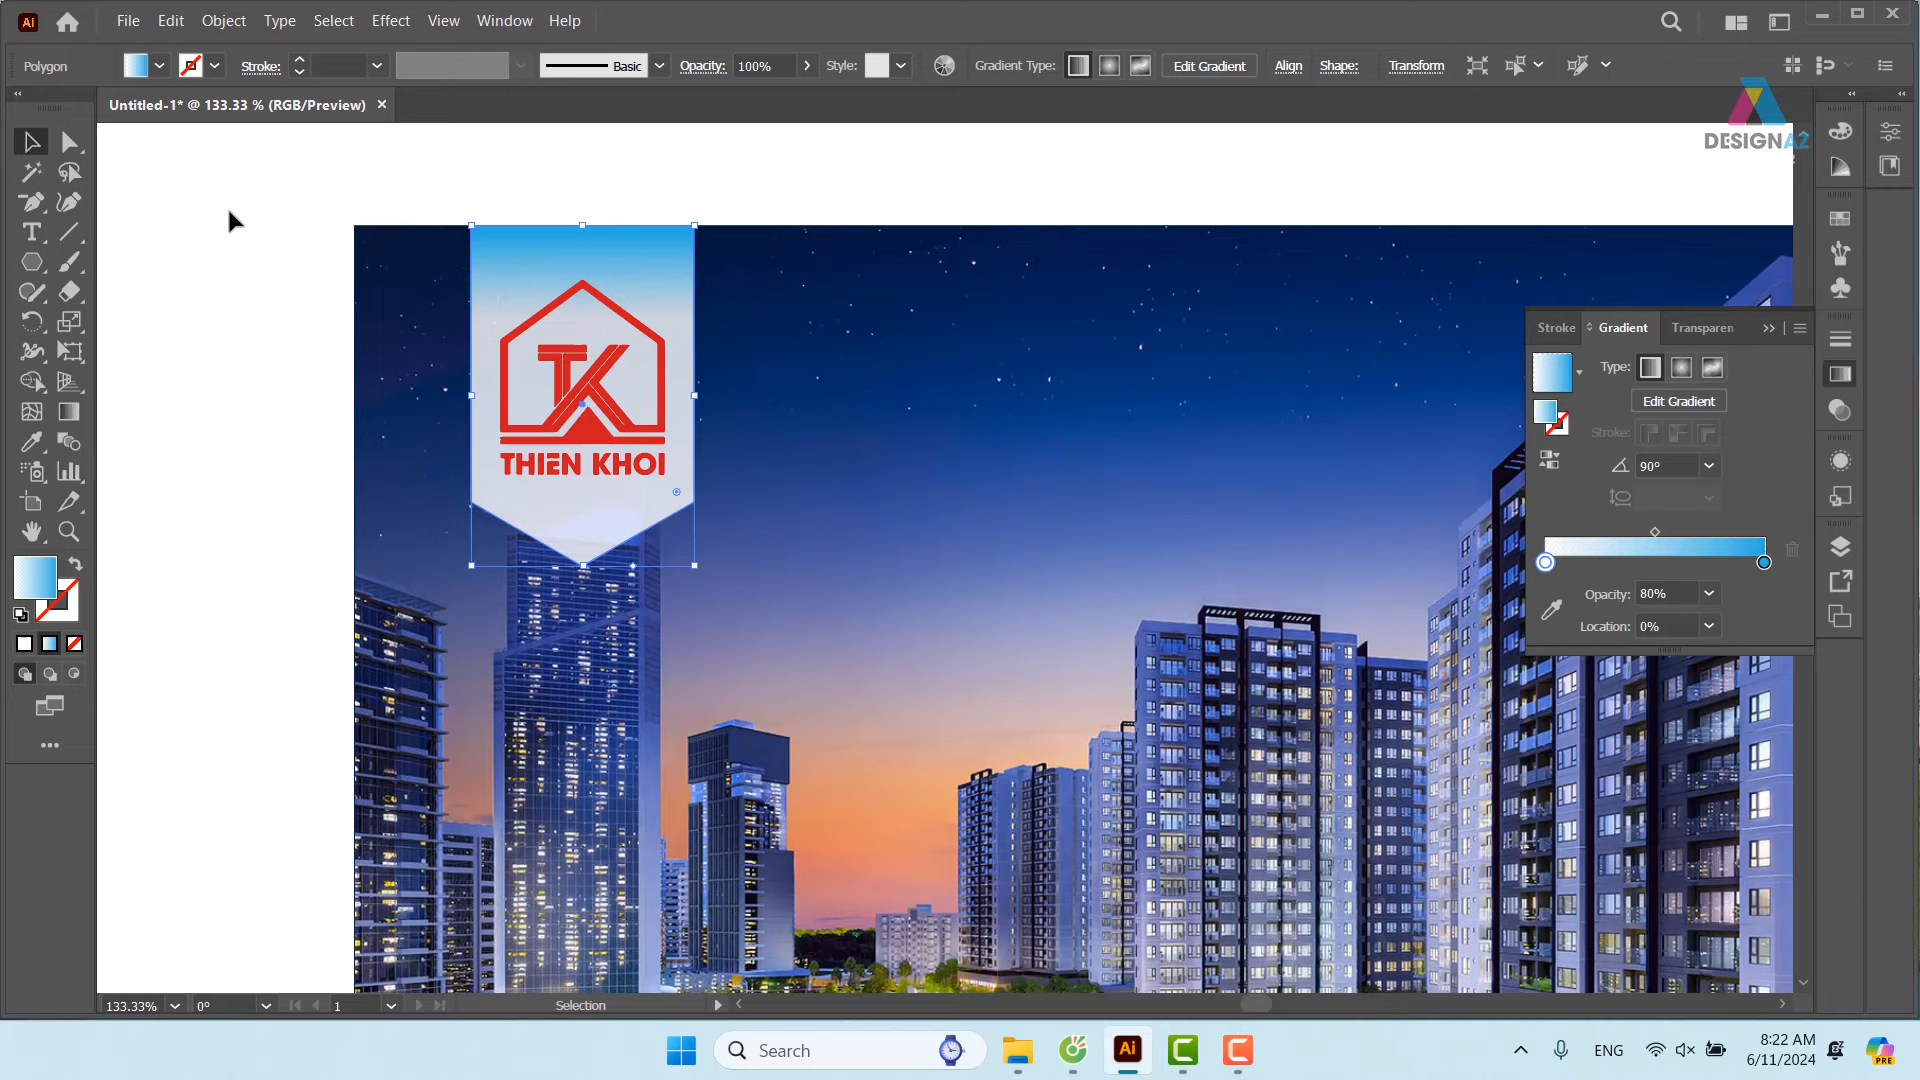 Ai File Edit Object Type Select Effect View Window Help
Polygon Stroke: Basic Opacity: 100% Style: Gradient Type: Edit Gradient Align Shape: Transform
Untitled-1* @ 133.33 % (RGB/Preview)
DESIGNA2
TK
THIEN KHOI
Stroke Gradient Transparen
Type:
Edit Gradient
Stroke:
90°
Opacity: 80%
Location: 0%
133.33% 0° 1 Selection
Search Ai ENG 8:22 AM
6/11/2024
PRE